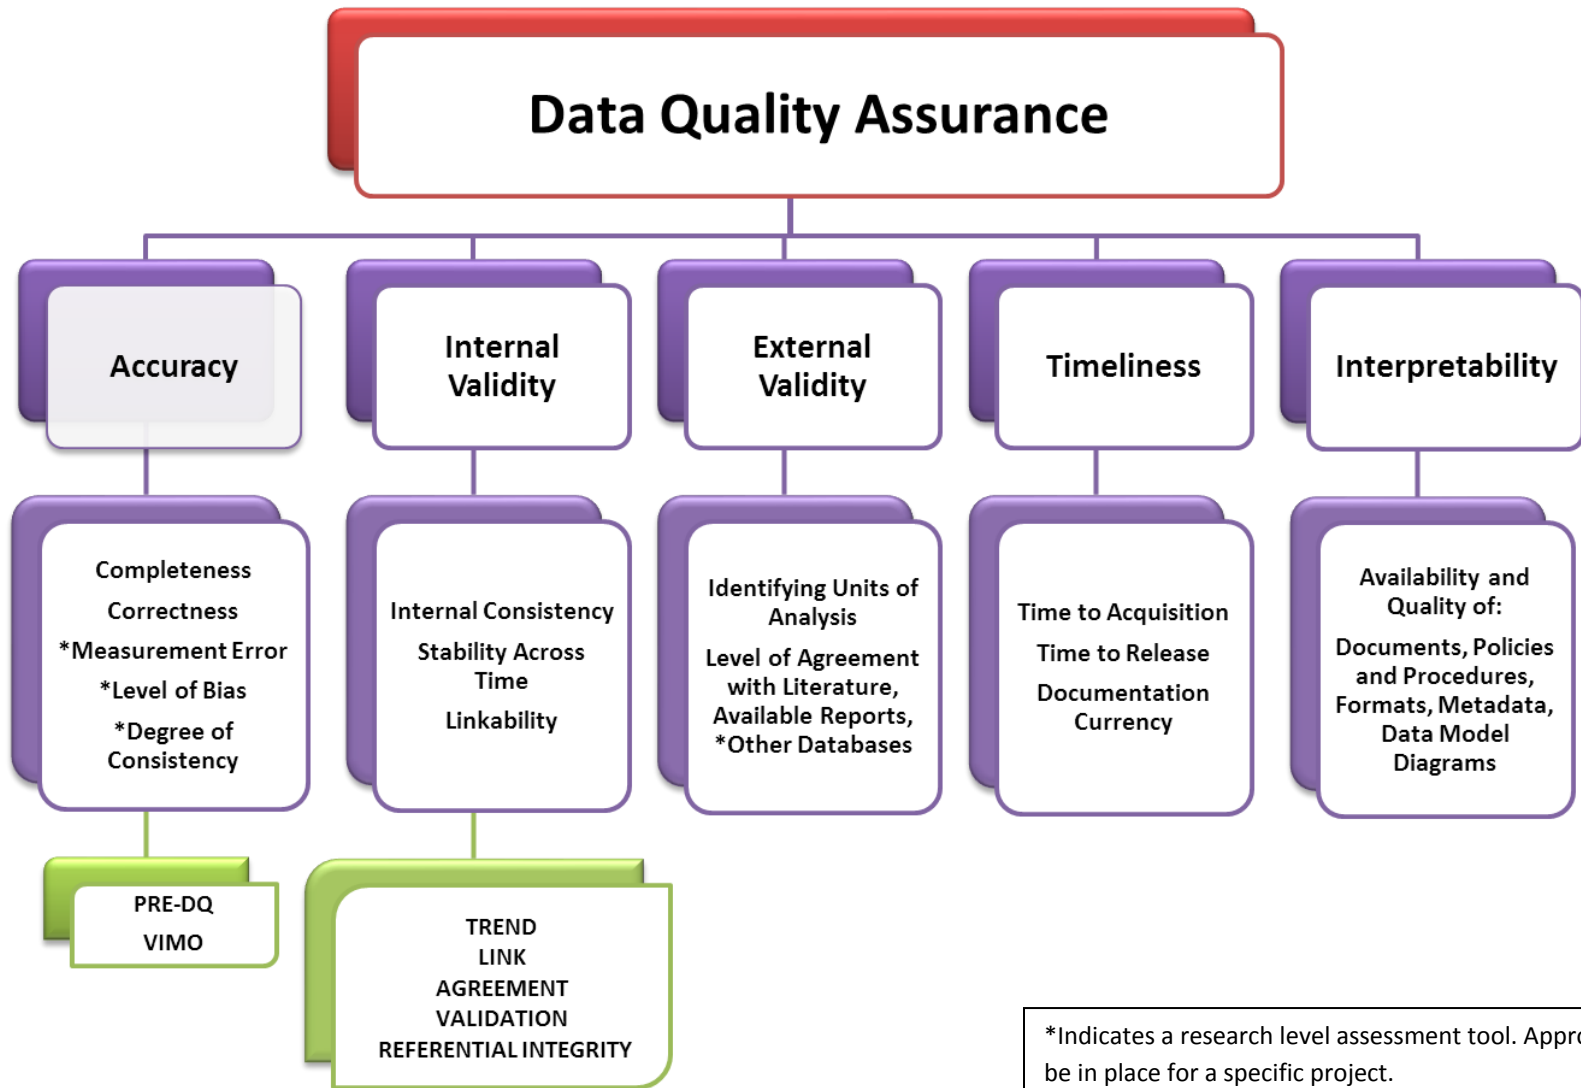 Data Quality Assurance
Accuracy
Internal
Validity
External
Validity
Timeliness
Interpretability
Completeness
Correctness
*Measurement Error
*Level of Bias
*Degree of
Consistency
Internal Consistency
Stability Across
Time
Linkability
Identifying Units of
Analysis
Level of Agreement
with Literature,
Available Reports,
*Other Databases
Time to Acquisition
Time to Release
Documentation
Currency
Availability and
Quality of:
Documents, Policies
and Procedures,
Formats, Metadata,
Data Model
Diagrams
PRE-DQ
VIMO
TREND
LINK
AGREEMENT
VALIDATION
REFERENTIAL INTEGRITY
*Indicates a research level assessment tool.
be in place for a specific project.